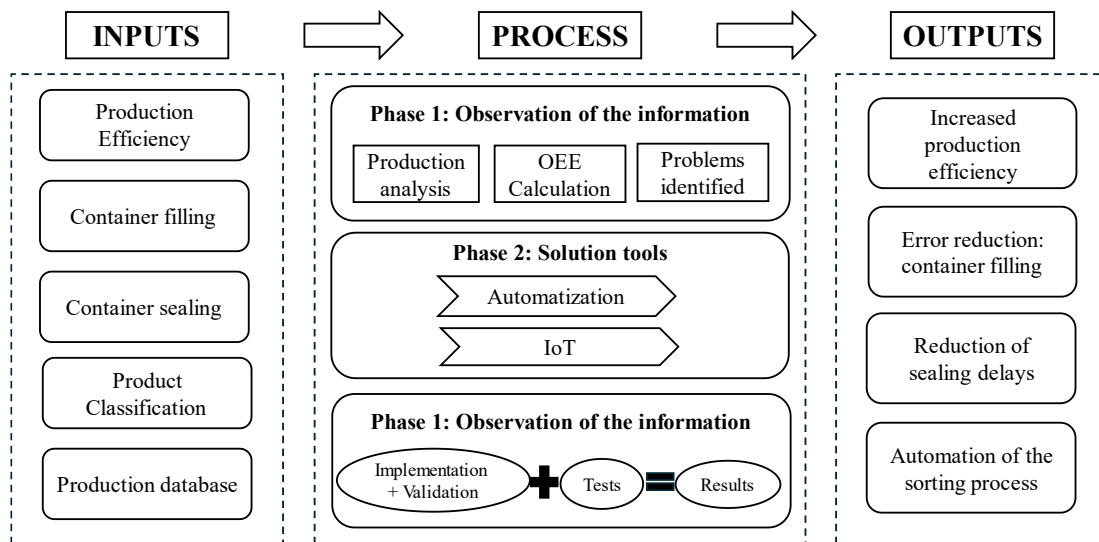 INPUTS
PROCESS
OUTPUTS
Production
Efficiency
Container filling
Container sealing
Product
Classification
Production database
Phase 1: Observation of the information
Production
analysis
OEE
Calculation
Problems
identified
Phase 2: Solution tools
Automatization
IoT
Phase 1: Observation of the information
Implementation
+ Validation
Tests
Results
Increased
production
efficiency
Error reduction:
container filling
Reduction of
sealing delays
Automation of the
sorting process